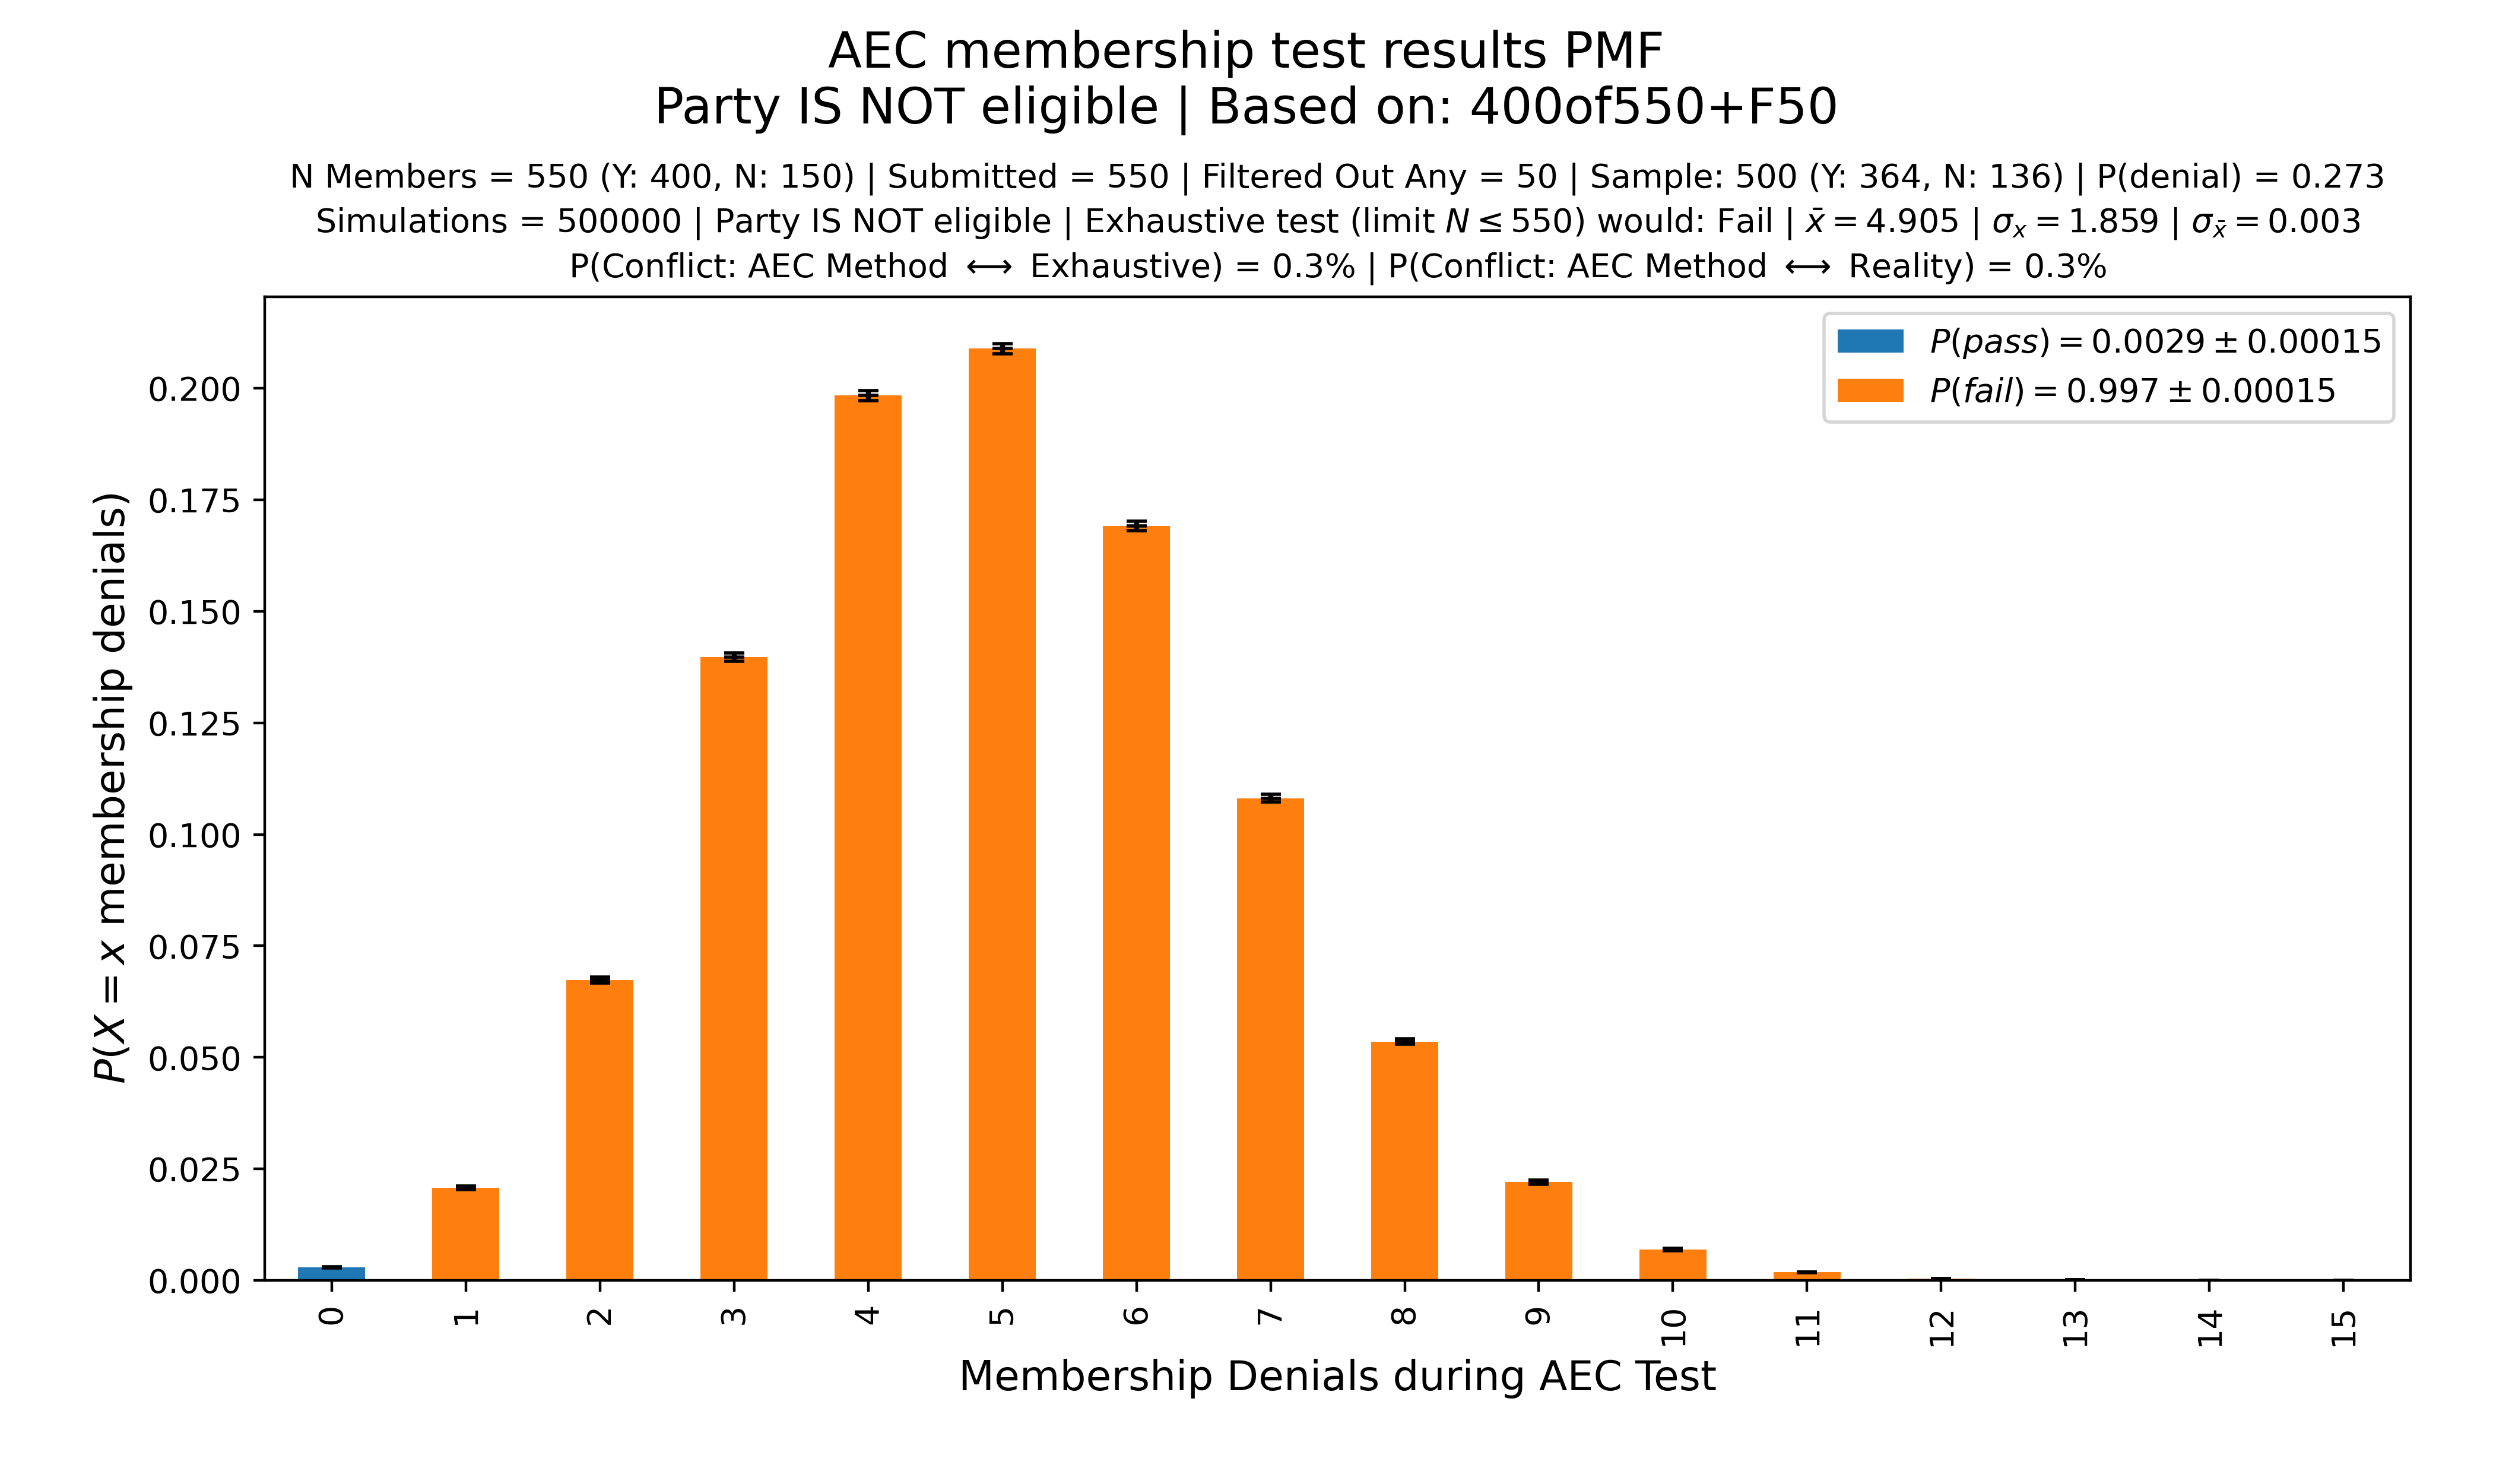 AEC membership test results PMF
Party IS NOT eligible | Based on: 400of550+F50
N Members = 550 (Y: 400, N: 150) | Submitted = 550 | Filtered Out Any = 50 | Sample: 500 (Y: 364, N: 136) | P(denial) = 0.273
Simulations = 500000 | Party IS NOT eligible | Exhaustive test (limit N ≤ 550) would: Fail | x̄ = 4.905 | σₓ = 1.859 | σ_x̄ = 0.003
P(Conflict: AEC Method ⟷ Exhaustive) = 0.3% | P(Conflict: AEC Method ⟷ Reality) = 0.3%
P(pass) = 0.0029 ± 0.00015
P(fail) = 0.997 ± 0.00015
P(X = x membership denials)
0.200
0.175
0.150
0.125
0.100
0.075
0.050
0.025
0.000
0 1 2 3 4 5 6 7 8 9 10 11 12 13 14 15
Membership Denials during AEC Test